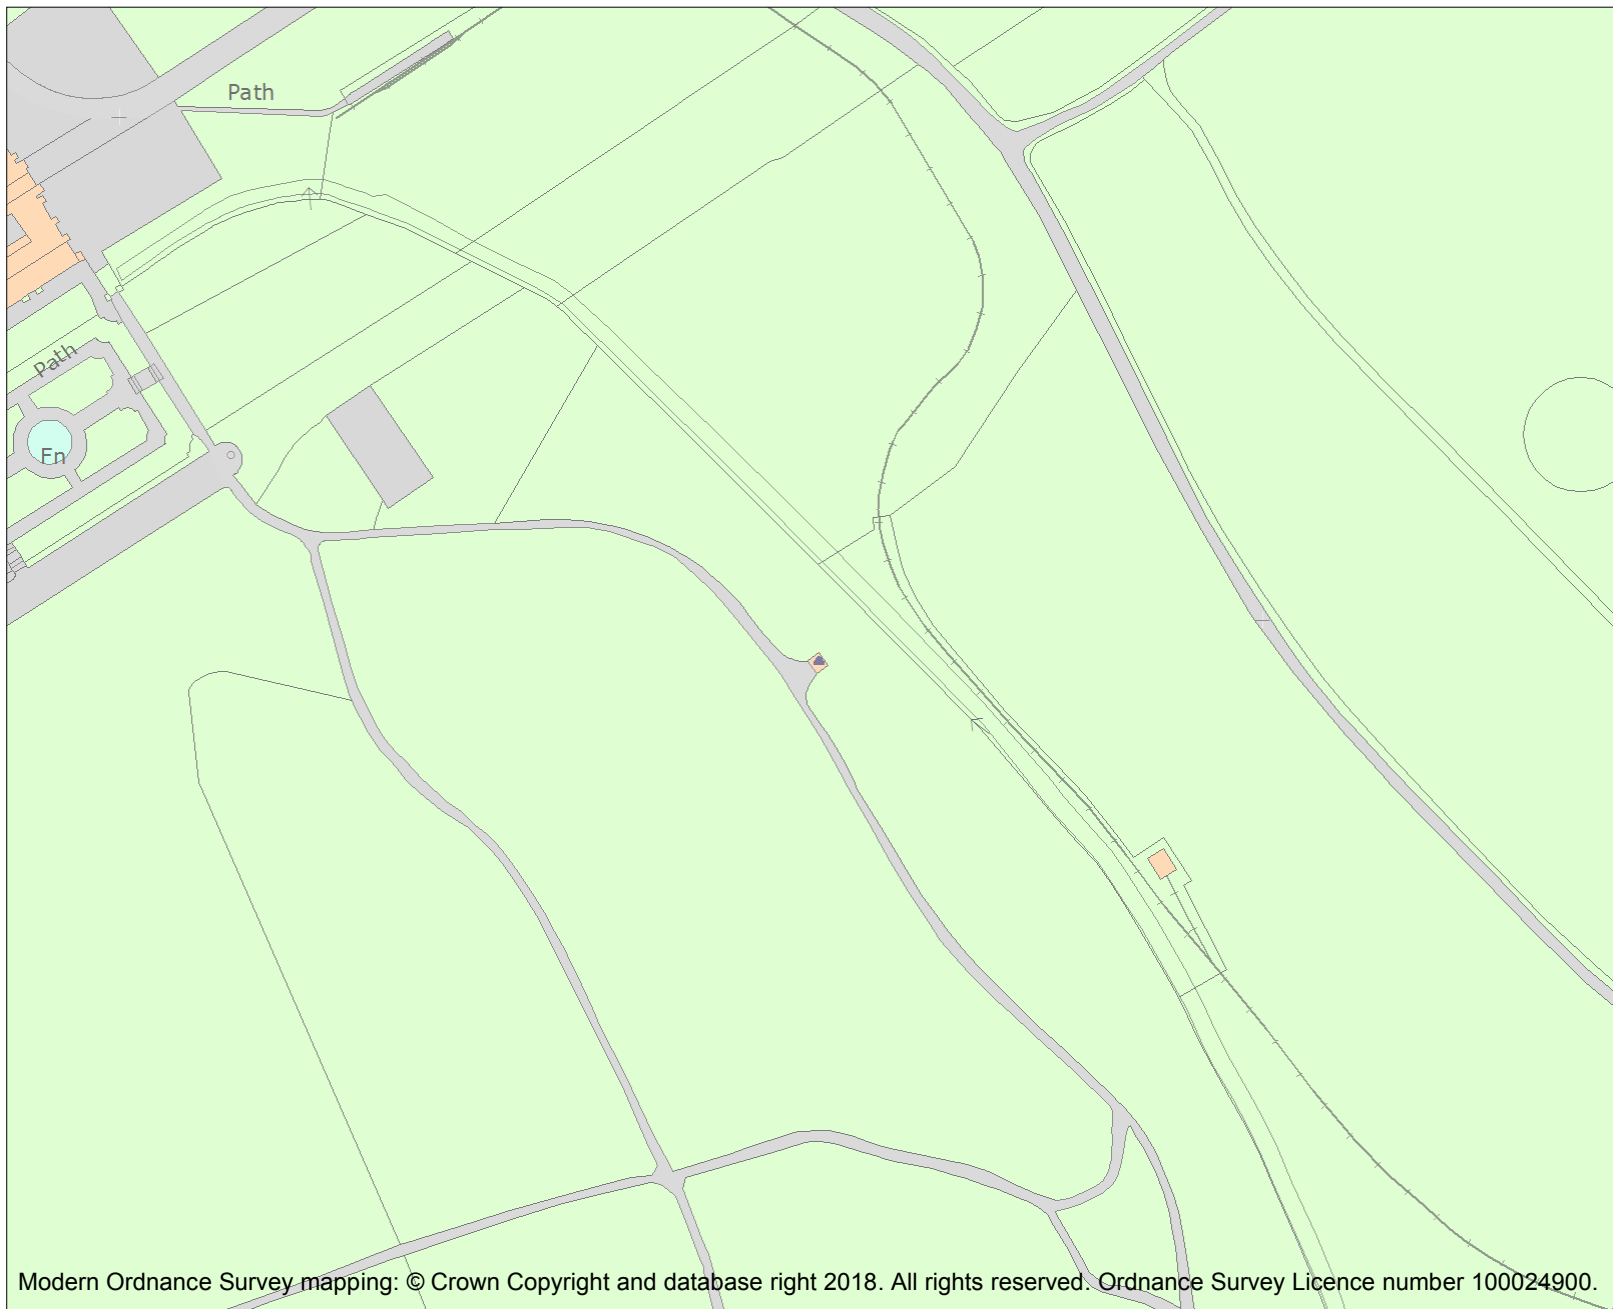 Path
Path
Fn
Modern Ordnance Survey mapping: © Crown Copyright and database right 2018. All rights reserved. Ordnance Survey Licence number 100024900.